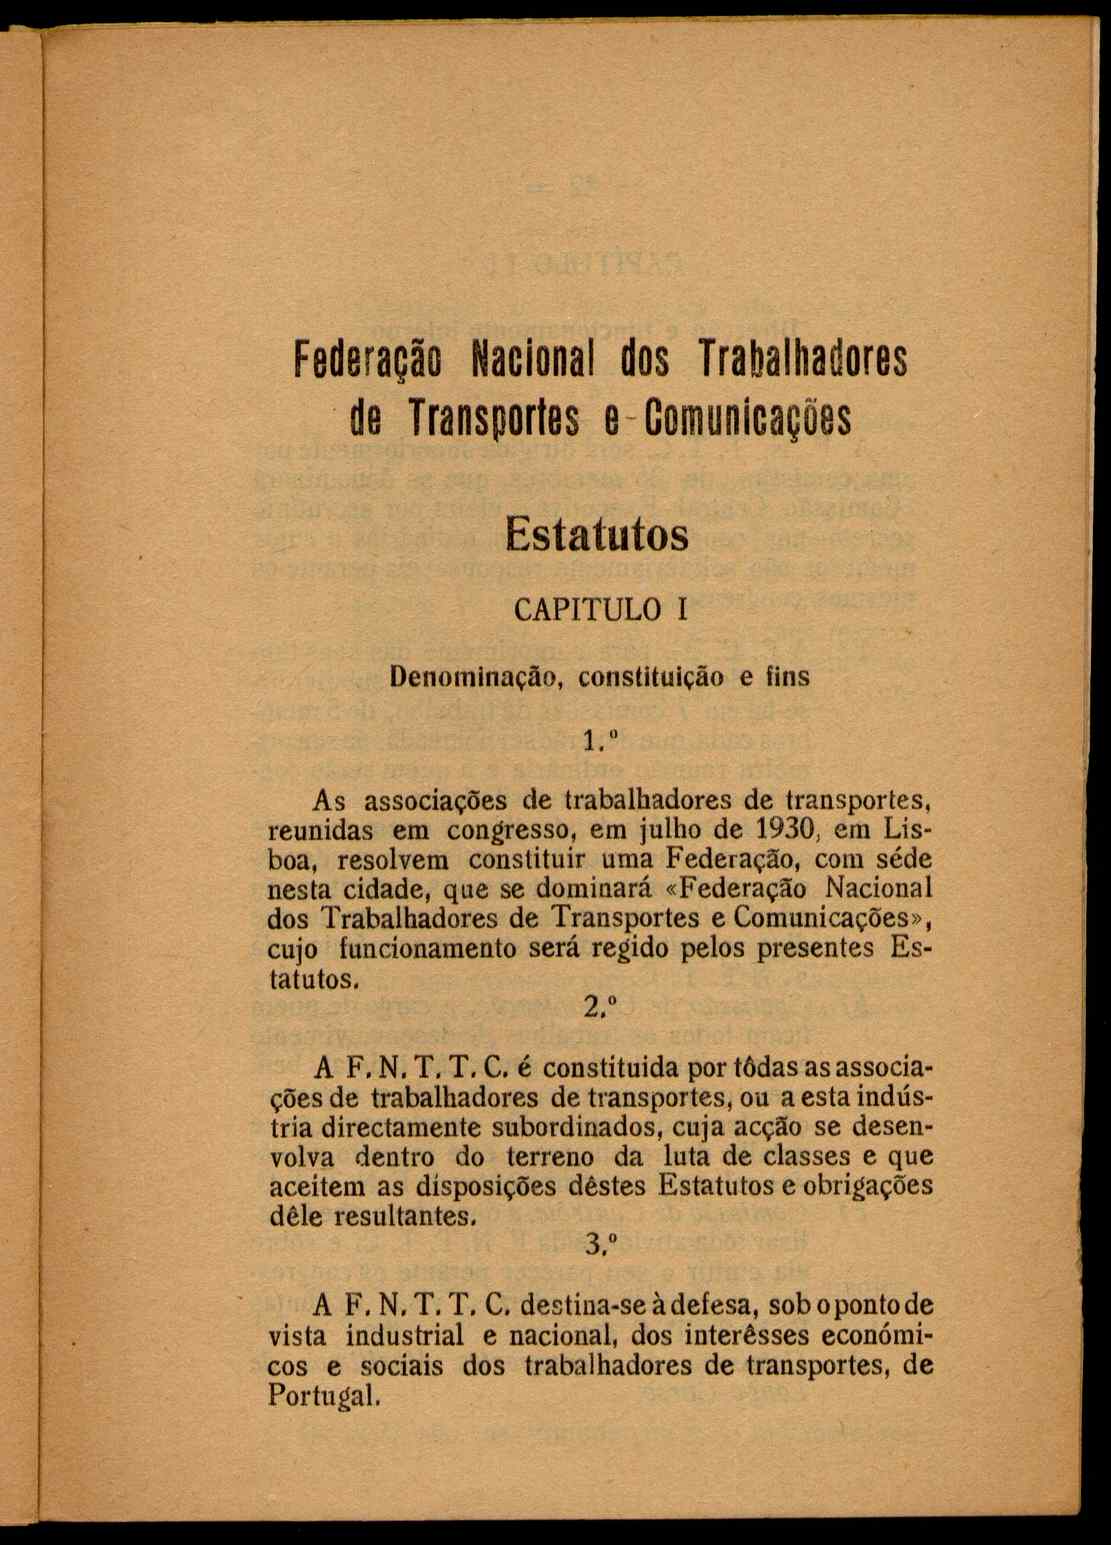 Federação Nacional dos Trabalhadores
de Transportes e Comunicações
Estatutos
CAPITULO I
Denominação, constituição e fins
1.º
As associações de trabalhadores de transportes,
reunidas em congresso, em julho de 1930, em Lis-
boa, resolvem constituir uma Federação, com séde
nesta cidade, que se dominará «Federação Nacional
dos Trabalhadores de Transportes e Comunicações»,
cujo funcionamento será regido pelos presentes Es-
tatutos.
2.º
A F. N. T. T. C. é constituida por tôdas as associa-
ções de trabalhadores de transportes, ou a esta indús-
tria directamente subordinados, cuja acção se desen-
volva dentro do terreno da luta de classes e que
aceitem as disposições dêstes Estatutos e obrigações
dêle resultantes.
3.º
A F. N. T. T. C. destina-se à defesa, sob o ponto de
vista industrial e nacional, dos interêsses económi-
cos e sociais dos trabalhadores de transportes, de
Portugal.